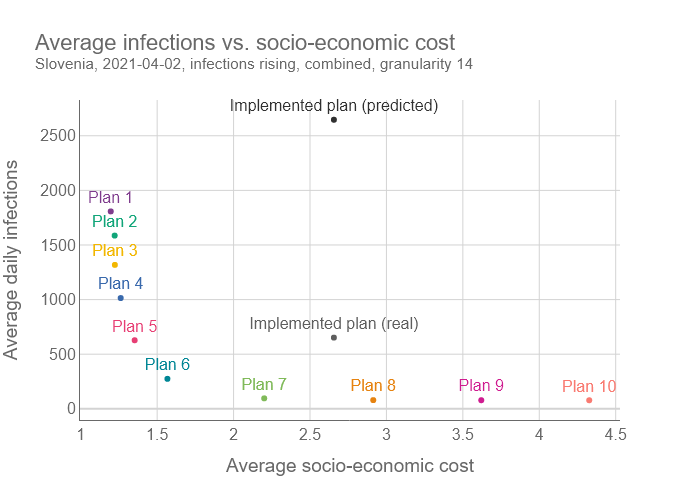 Average infections vs. socio-economic cost
Slovenia, 2021-04-02, infections rising, combined, granularity 14
Implemented plan (predicted)
2500
2000
Plan 1
Plan 2
1500
Plan 3
Plan 4
1000
Implemented plan (real)
Plan 5
500
Plan 6
Plan 7
Plan 8
Plan 9
Plan 10
0
1
1.5
2
2.5
3
3.5
4
4.5
Average daily infections
Average socio-economic cost